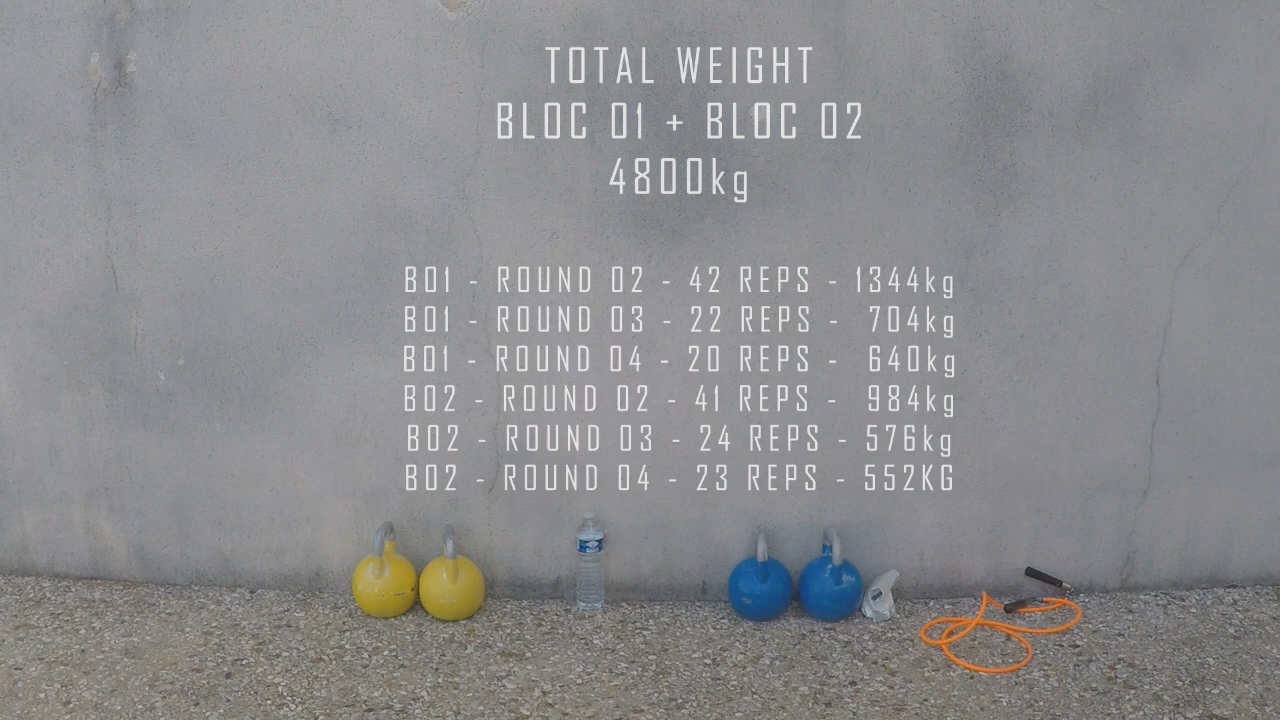 TOTAL WEIGHT
BLOC 01 + BLOC 02
4800kg
B01 - ROUND 02 - 42 REPS - 1344kg
B01 - ROUND 03 - 22 REPS - 704kg
B01 - ROUND 04 - 20 REPS - 640kg
B02 - ROUND 02 - 41 REPS - 984kg
B02 - ROUND 03 - 24 REPS - 576kg
B02 - ROUND 04 - 23 REPS - 552KG